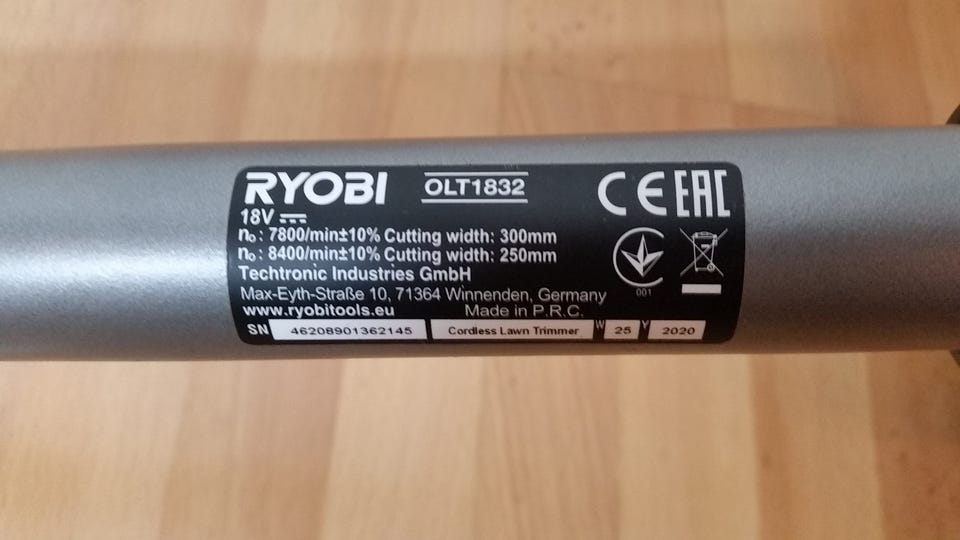 RYOBI OLT1832 CE EAC
18V
n₀ : 7800/min±10% Cutting width: 300mm
n₀ : 8400/min±10% Cutting width: 250mm
Techtronic Industries GmbH
Max-Eyth-Straße 10, 71364 Winnenden, Germany
001
www.ryobitools.eu Made in P.R.C.
SN 46208901362145 Cordless Lawn Trimmer W 25 Y 2020